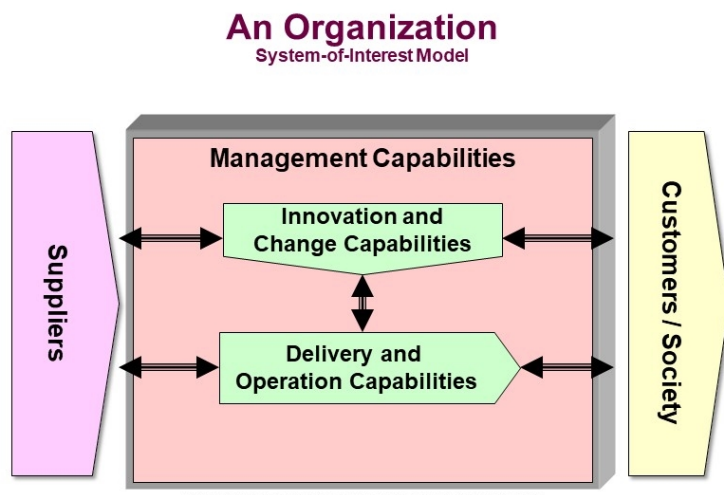 An Organization
System-of-Interest Model
Suppliers
Management Capabilities
Innovation and
Change Capabilities
Delivery and
Operation Capabilities
Customers / Society